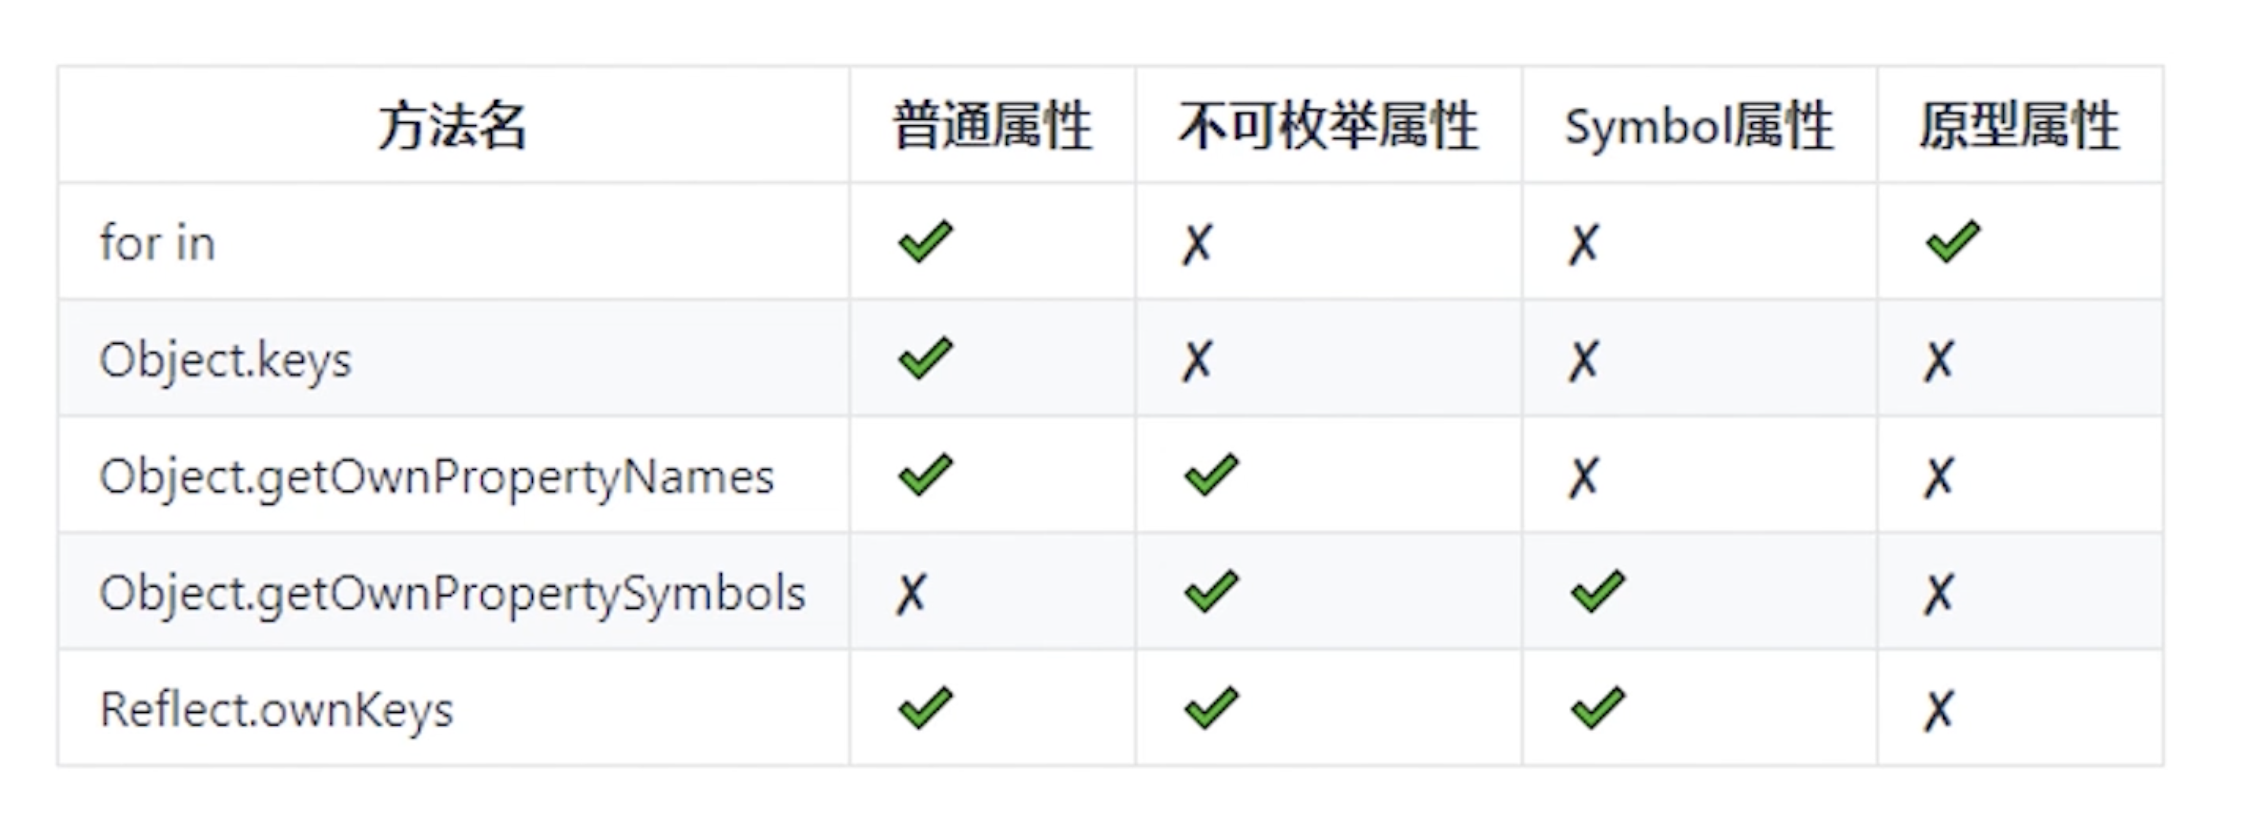 方法名 普通属性 不可枚举属性 Symbol属性 原型属性
for in ✔ ✗ ✗ ✔
Object.keys ✔ ✗ ✗ ✗
Object.getOwnPropertyNames ✔ ✔ ✗ ✗
Object.getOwnPropertySymbols ✗ ✔ ✔ ✗
Reflect.ownKeys ✔ ✔ ✔ ✗